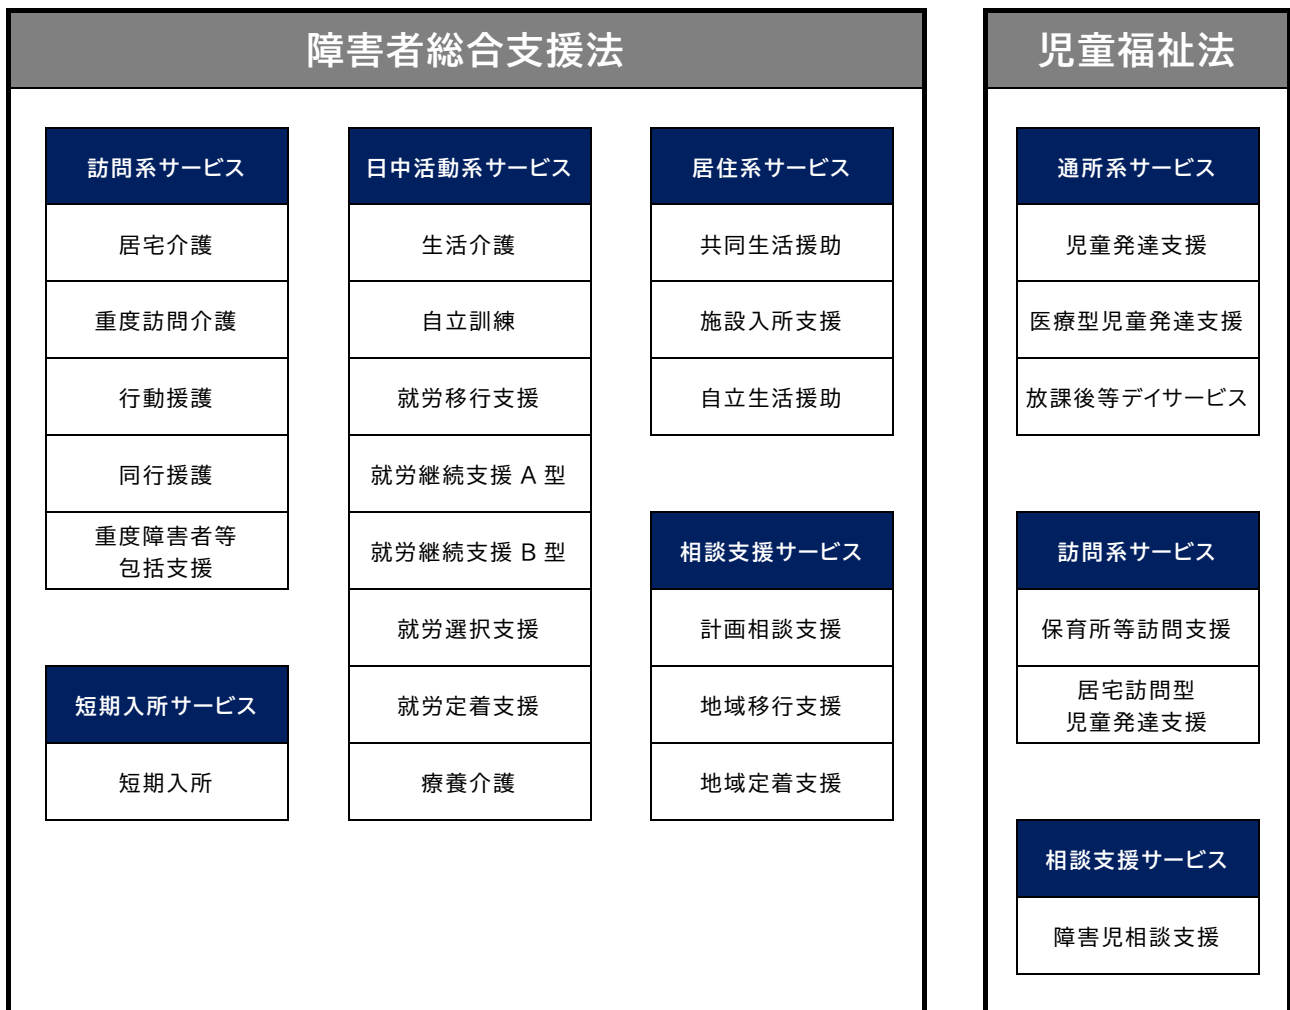 障害者総合支援法
訪問系サービス
居宅介護
重度訪問介護
行動援護
同行援護
重度障害者等
包括支援
短期入所サービス
短期入所
日中活動系サービス
生活介護
自立訓練
就労移行支援
就労継続支援 A 型
就労継続支援 B 型
就労選択支援
就労定着支援
療養介護
居住系サービス
共同生活援助
施設入所支援
自立生活援助
相談支援サービス
計画相談支援
地域移行支援
地域定着支援
児童福祉法
通所系サービス
児童発達支援
医療型児童発達支援
放課後等デイサービス
訪問系サービス
保育所等訪問支援
居宅訪問型
児童発達支援
相談支援サービス
障害児相談支援